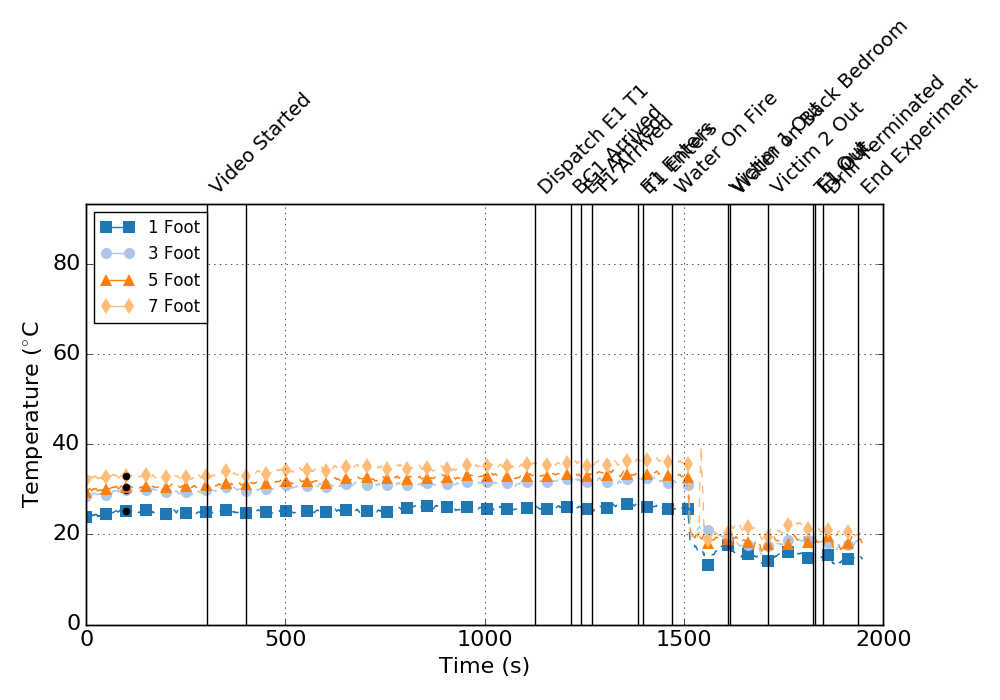 Video Started
Dispatch E1 T1
BC1 Arrived
E1 Arrived
T1 Arrived
E1 Enters
T1 Enters
Water On Fire
Victim 1 Out
Water on Back Bedroom
Victim 2 Out
T1 Out
E1 Out
Drill Terminated
End Experiment
1 Foot
3 Foot
5 Foot
7 Foot
Temperature (°C
80
60
40
20
0
0 500 1000 1500 2000
Time (s)